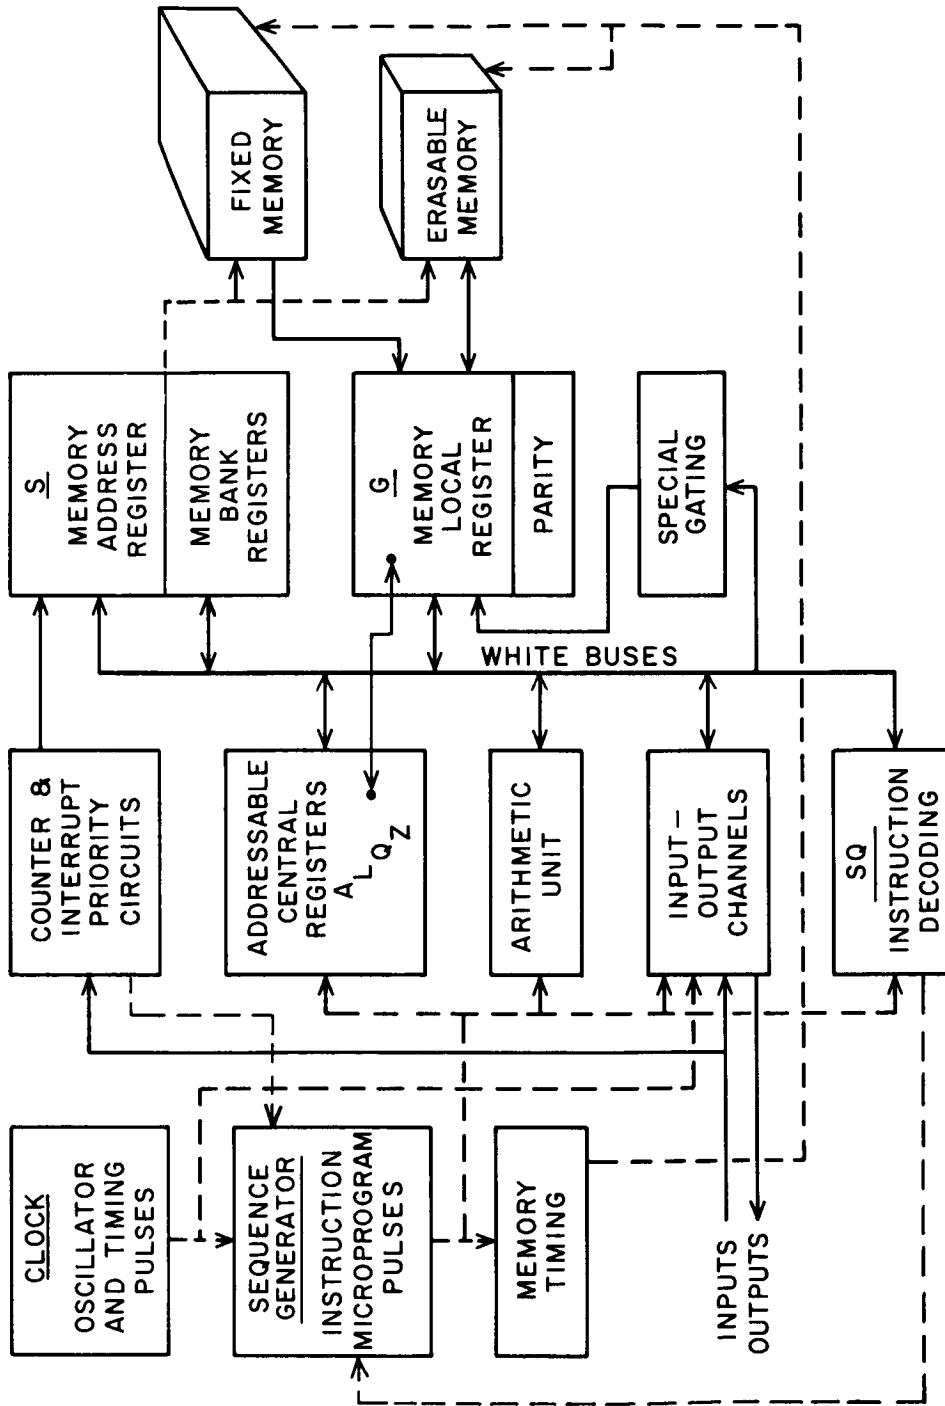 CLOCK
OSCILLATOR
AND TIMING
PULSES
SEQUENCE
GENERATOR
INSTRUCTION
MICROPROGRAM
PULSES
MEMORY
TIMING
INPUTS
OUTPUTS
COUNTER &
INTERRUPT
PRIORITY
CIRCUITS
ADDRESSABLE
CENTRAL
REGISTERS
A
L
Q
Z
ARITHMETIC
UNIT
INPUT-
OUTPUT
CHANNELS
SQ
INSTRUCTION
DECODING
WHITE BUSES
S
MEMORY
ADDRESS
REGISTER
MEMORY
BANK
REGISTERS
G
MEMORY
LOCAL
REGISTER
PARITY
SPECIAL
GATING
FIXED
MEMORY
ERASABLE
MEMORY